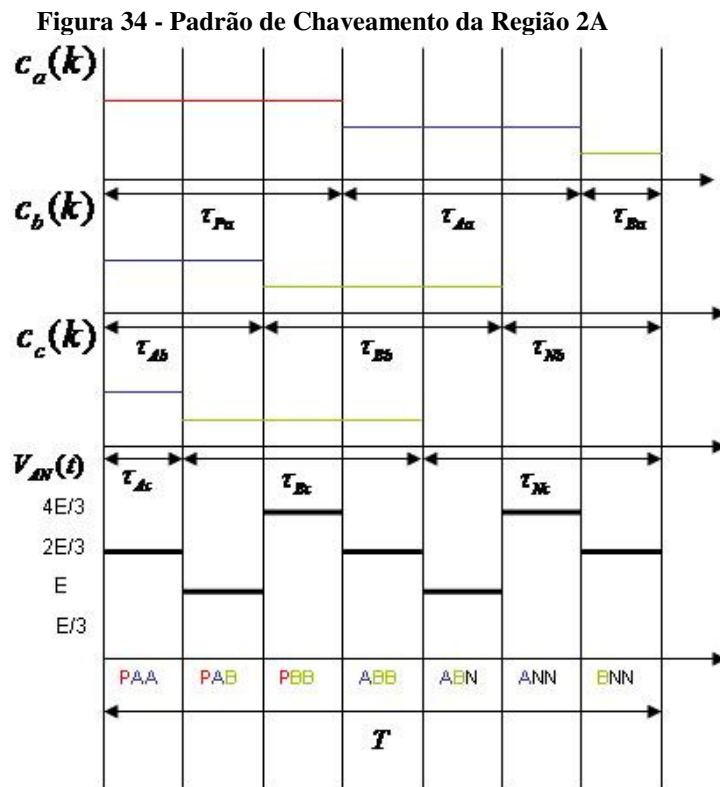 Figura 34 - Padrão de Chaveamento da Região 2A
c_a(k)
τ_Pa τ_Aa τ_Ba
c_b(k)
τ_Ab τ_Bb τ_Nb
c_c(k)
τ_Ac τ_Bc τ_Nc
V_AN(t)
4E/3
2E/3
E
E/3
PAA PAB PBB ABB ABN ANN BNN
T